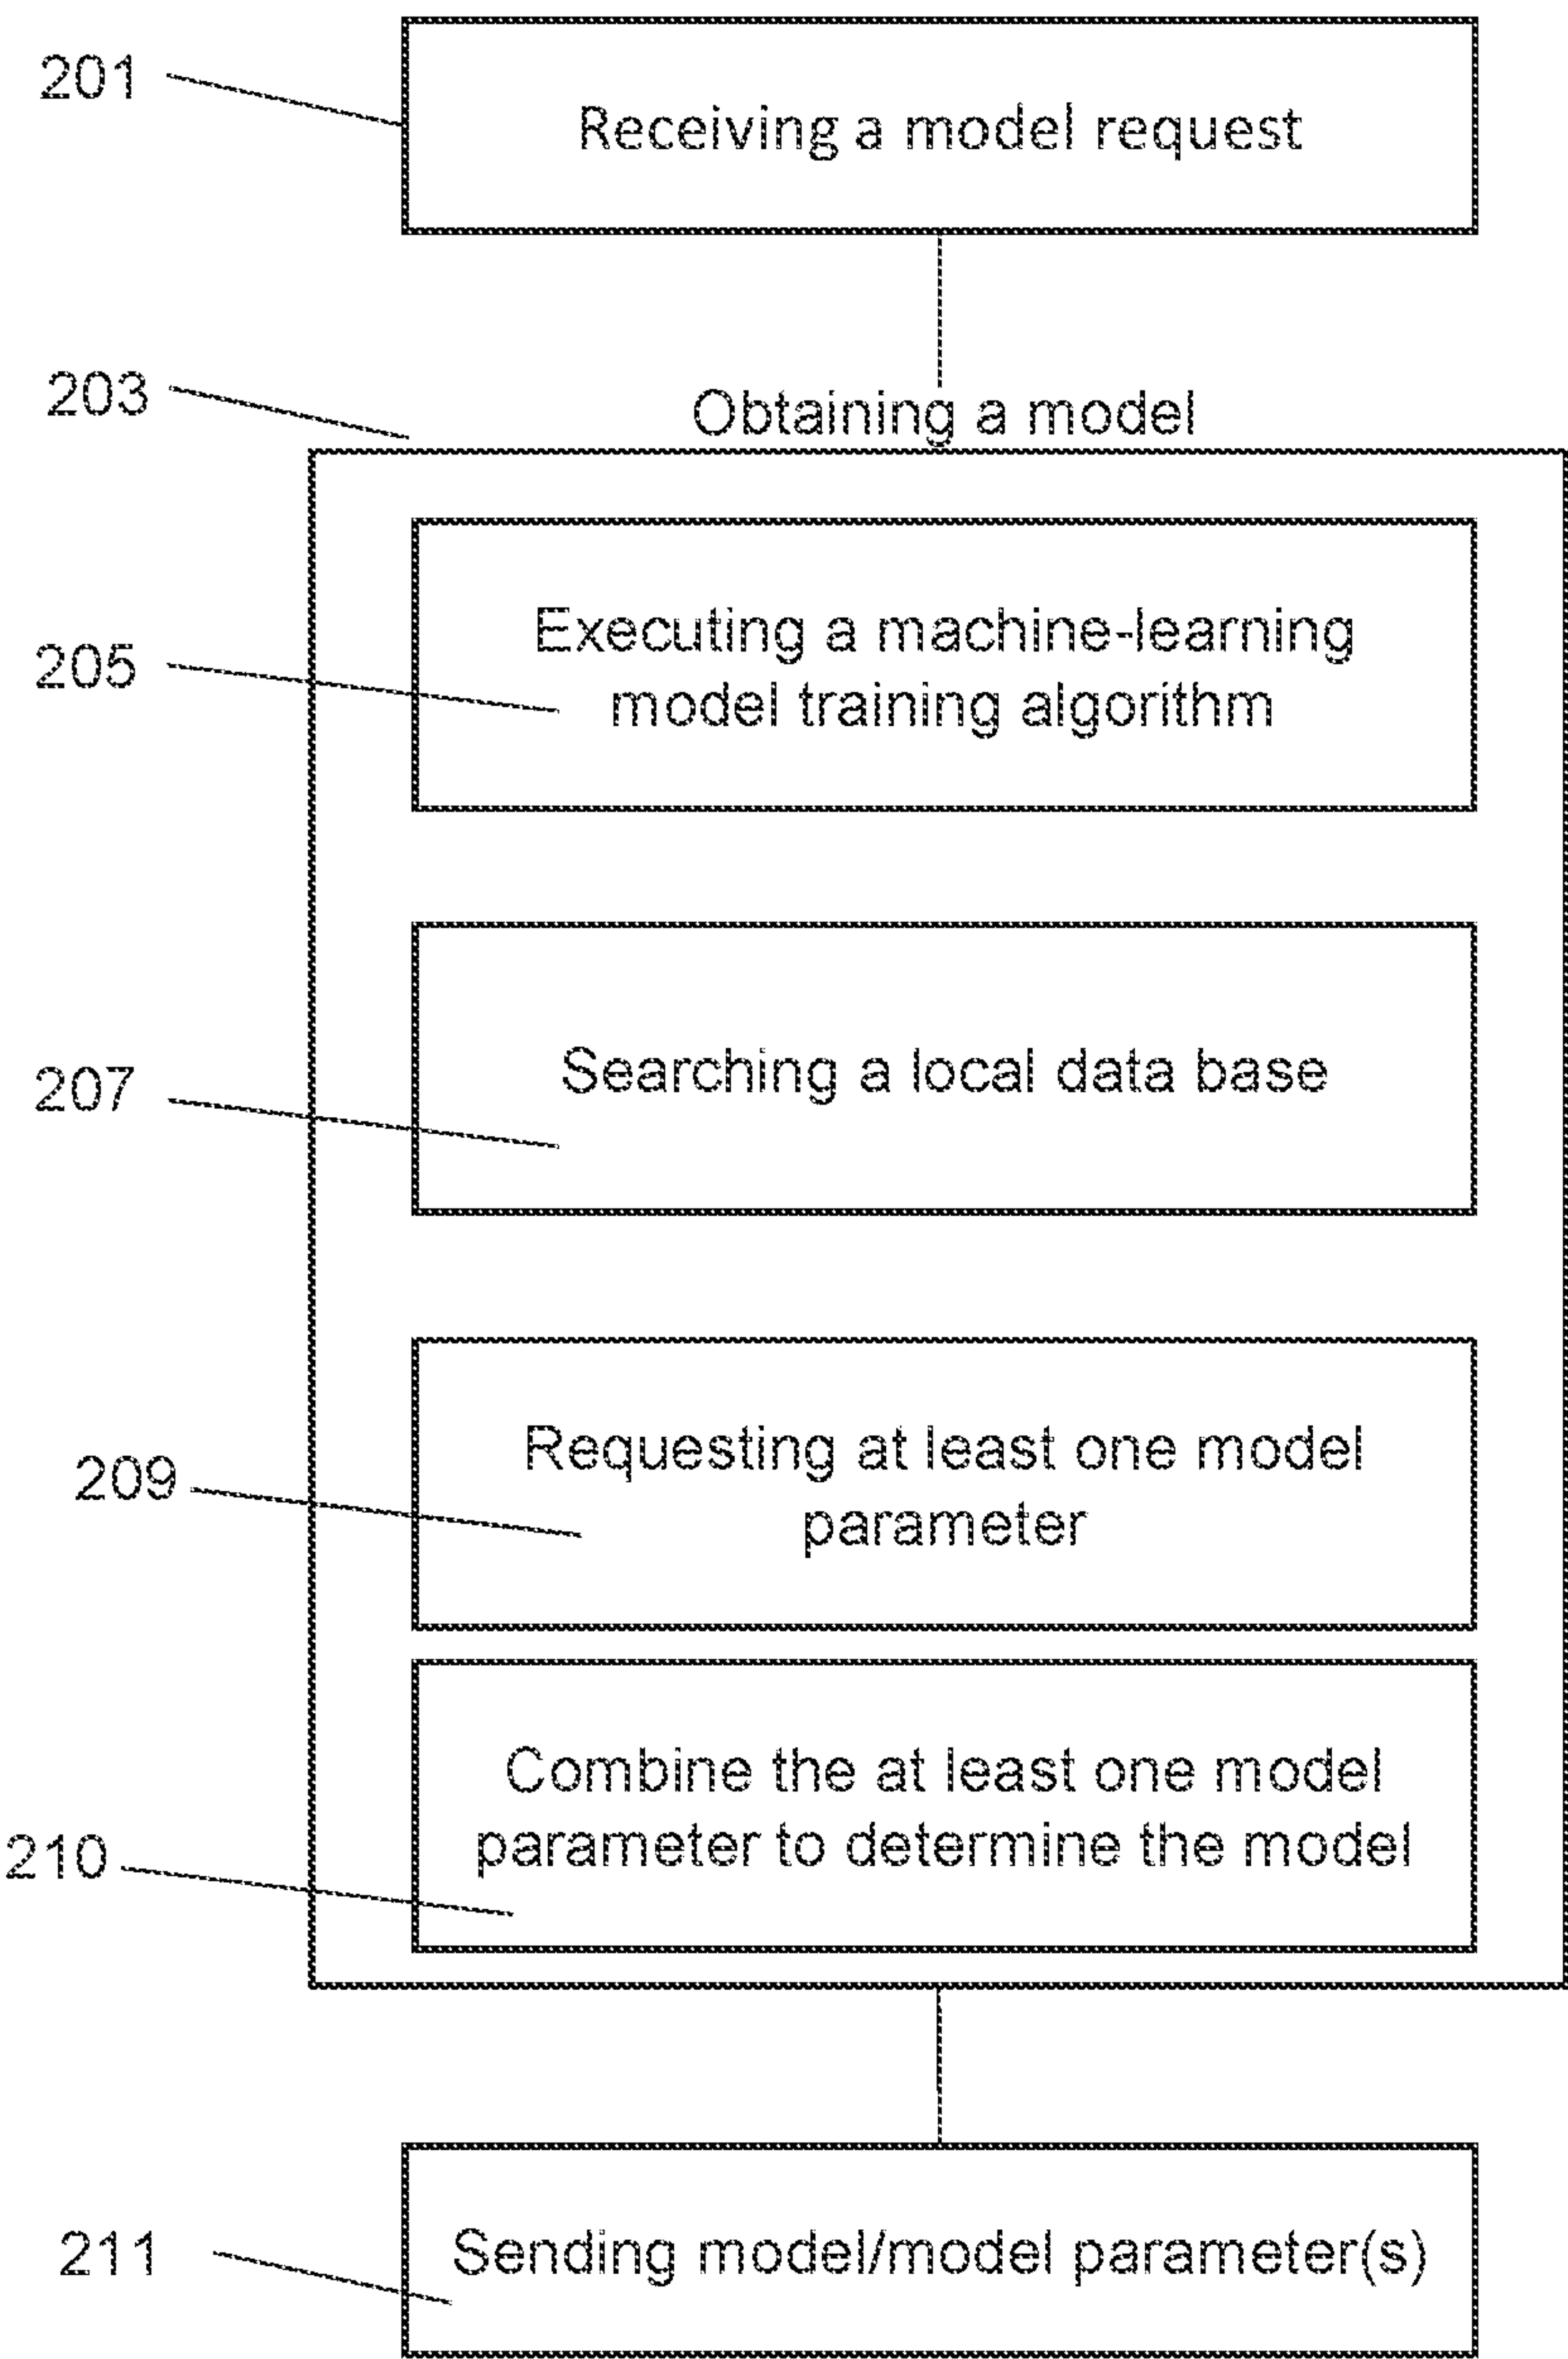 201
Receiving a model request
203
Obtaining a model
Executing a machine-learning
205
model training algorithm
Searching a local data base
207
Requesting at least one model
209
parameter
Combine the at least one model
parameter to determine the model
210
211
Sending model/model parameter(s)